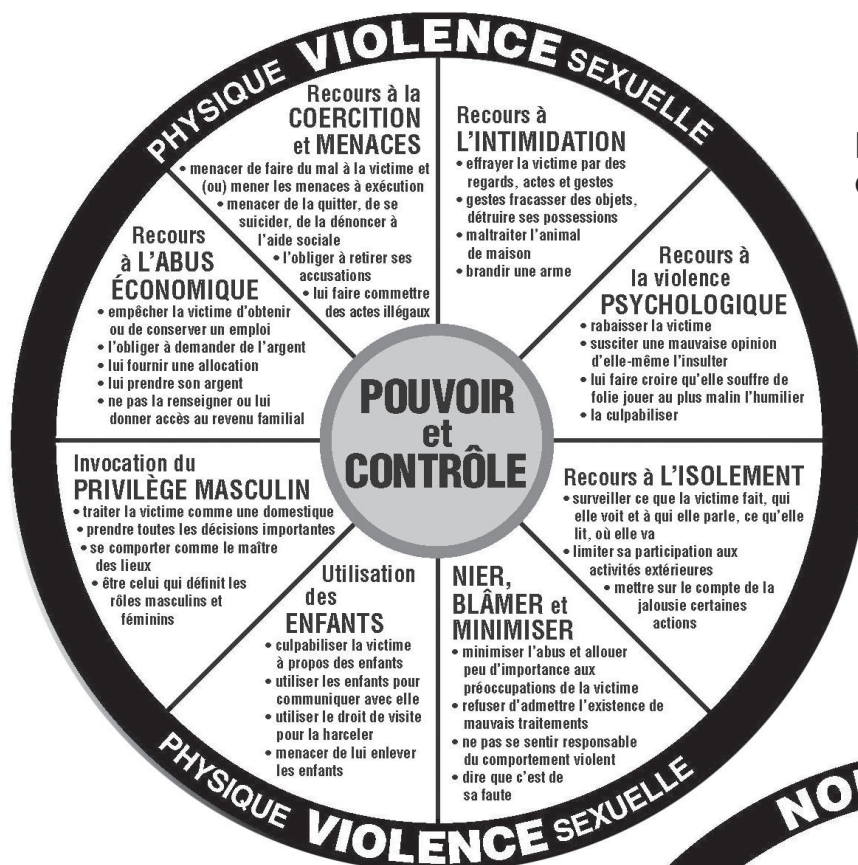 PHYSIQUE VIOLENCE SEXUELLE
Recours à la
COERCITION
et MENACES
• menacer de faire du mal à la victime et
(ou) mener les menaces à exécution
• menacer de la quitter, de se
suicider, de la dénoncer à
l'aide sociale
• l'obliger à retirer ses
accusations
• lui faire commettre
des actes illégaux
Recours à
L'INTIMIDATION
• effrayer la victime par des
regards, actes et gestes
• gestes fracasser des objets,
détruire ses possessions
• maltraiter l'animal
de maison
• brandir une arme
Recours à
la violence
PSYCHOLOGIQUE
• rabaisser la victime
• susciter une mauvaise opinion
d'elle-même l'insulter
• lui faire croire qu'elle souffre de
folie jouer au plus malin l'humilier
• la culpabiliser
Recours à L'ISOLEMENT
• surveiller ce que la victime fait, qui
elle voit et à qui elle parle, ce qu'elle
lit, où elle va
• limiter sa participation aux
activités extérieures
• mettre sur le compte de la
jalousie certaines
actions
NIER,
BLÂMER et
MINIMISER
• minimiser l'abus et allouer
peu d'importance aux
préoccupations de la victime
• refuser d'admettre l'existence de
mauvais traitements
• ne pas se sentir responsable
du comportement violent
• dire que c'est de
sa faute
Utilisation
des
ENFANTS
• culpabiliser la victime
à propos des enfants
• utiliser les enfants pour
communiquer avec elle
• utiliser le droit de visite
pour la harceler
• menacer de lui enlever
les enfants
Invocation du
PRIVILÈGE MASCULIN
• traiter la victime comme une domestique
• prendre toutes les décisions importantes
• se comporter comme le maître
des lieux
• être celui qui définit les
rôles masculins et
féminins
Recours
à L'ABUS
ÉCONOMIQUE
• empêcher la victime d'obtenir
ou de conserver un emploi
• l'obliger à demander de l'argent
• lui fournir une allocation
• lui prendre son argent
• ne pas la renseigner ou lui
donner accès au revenu familial
POUVOIR
et
CONTRÔLE
PHYSIQUE VIOLENCE SEXUELLE